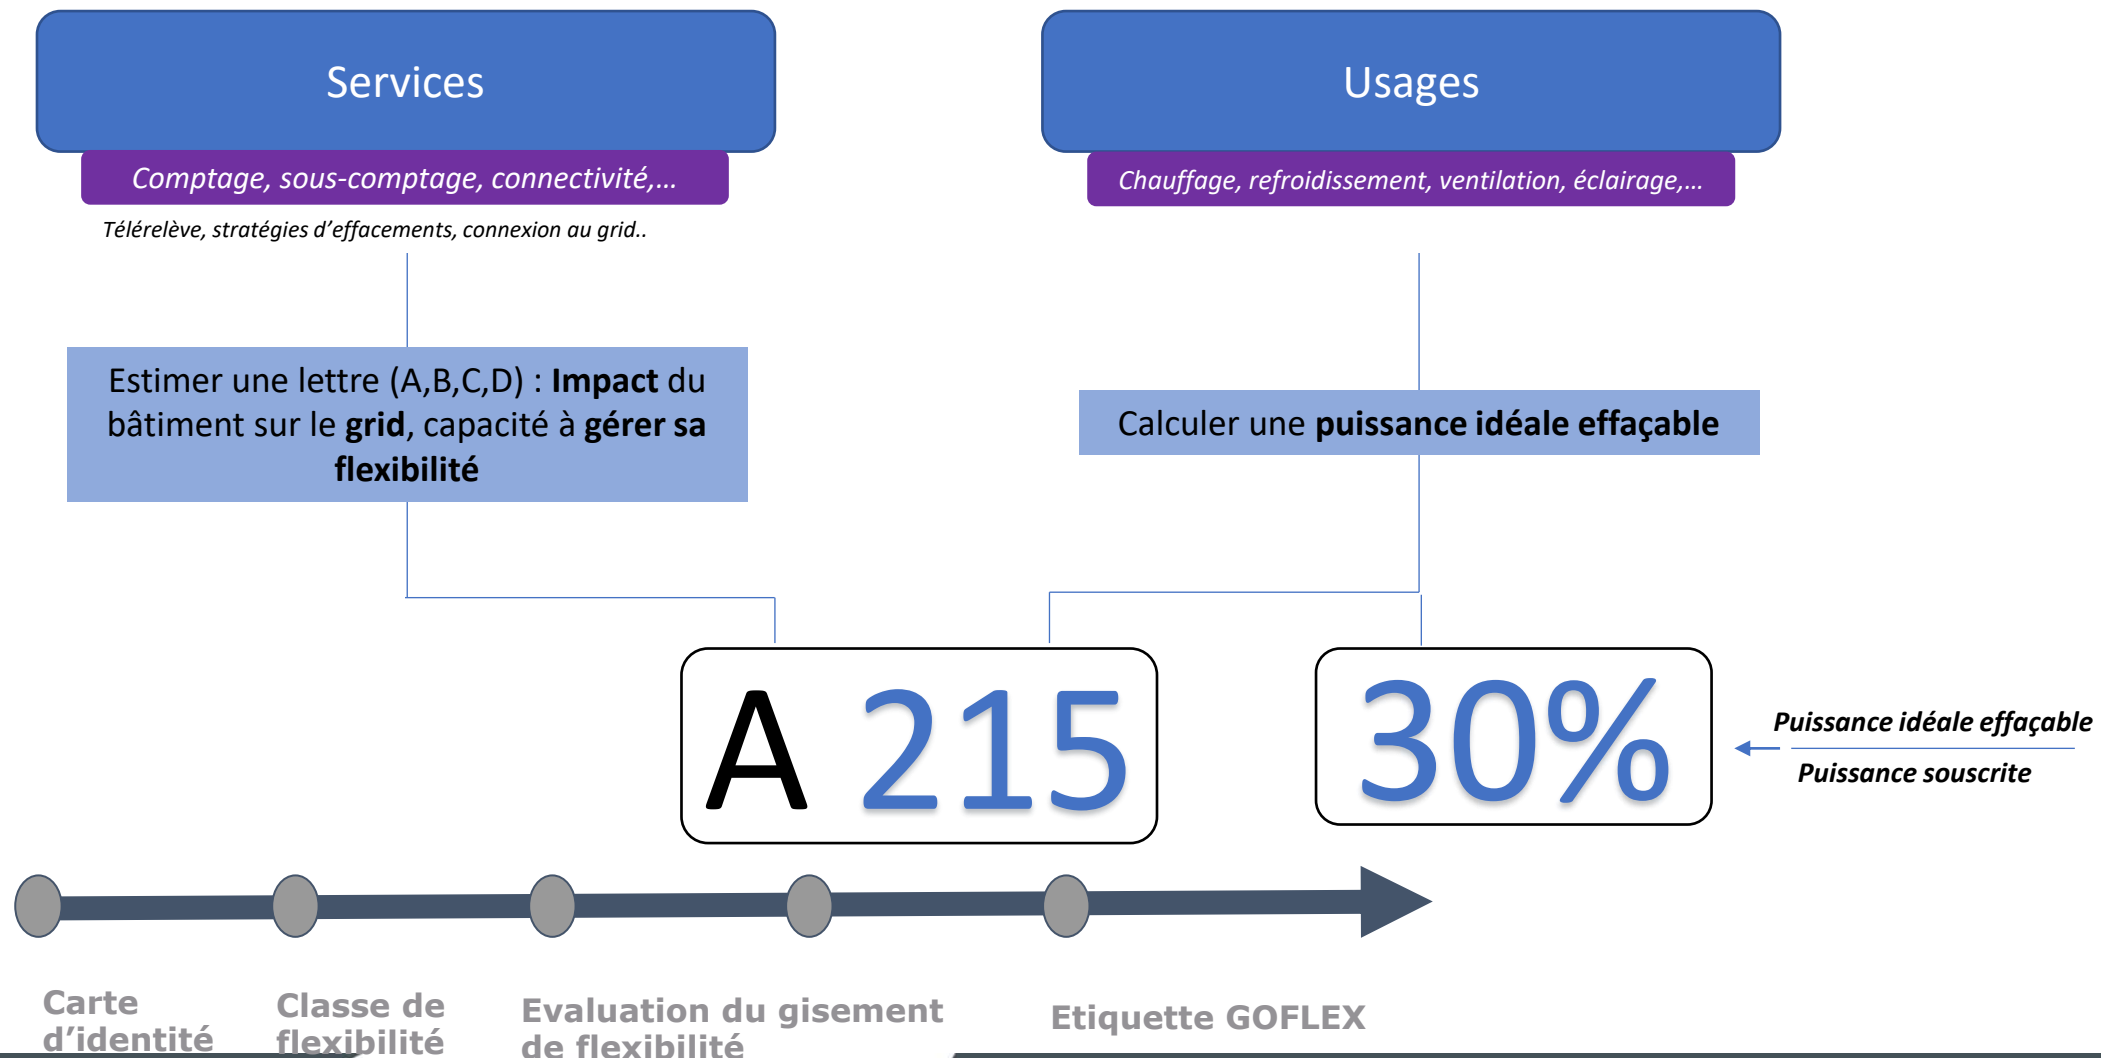 Services
Usages
Comptage, sous-comptage, connectivité,...
Chauffage, refroidissement, ventilation, éclairage,...
Télérelève, stratégies d’effacements, connexion au grid..
Estimer une lettre (A,B,C,D) : Impact du
bâtiment sur le grid, capacité à gérer sa
flexibilité
Calculer une puissance idéale effaçable
A 215
30%
Puissance idéale effaçable
Puissance souscrite
Carte
d’identité
Classe de
flexibilité
Evaluation du gisement
de flexibilité
Etiquette GOFLEX